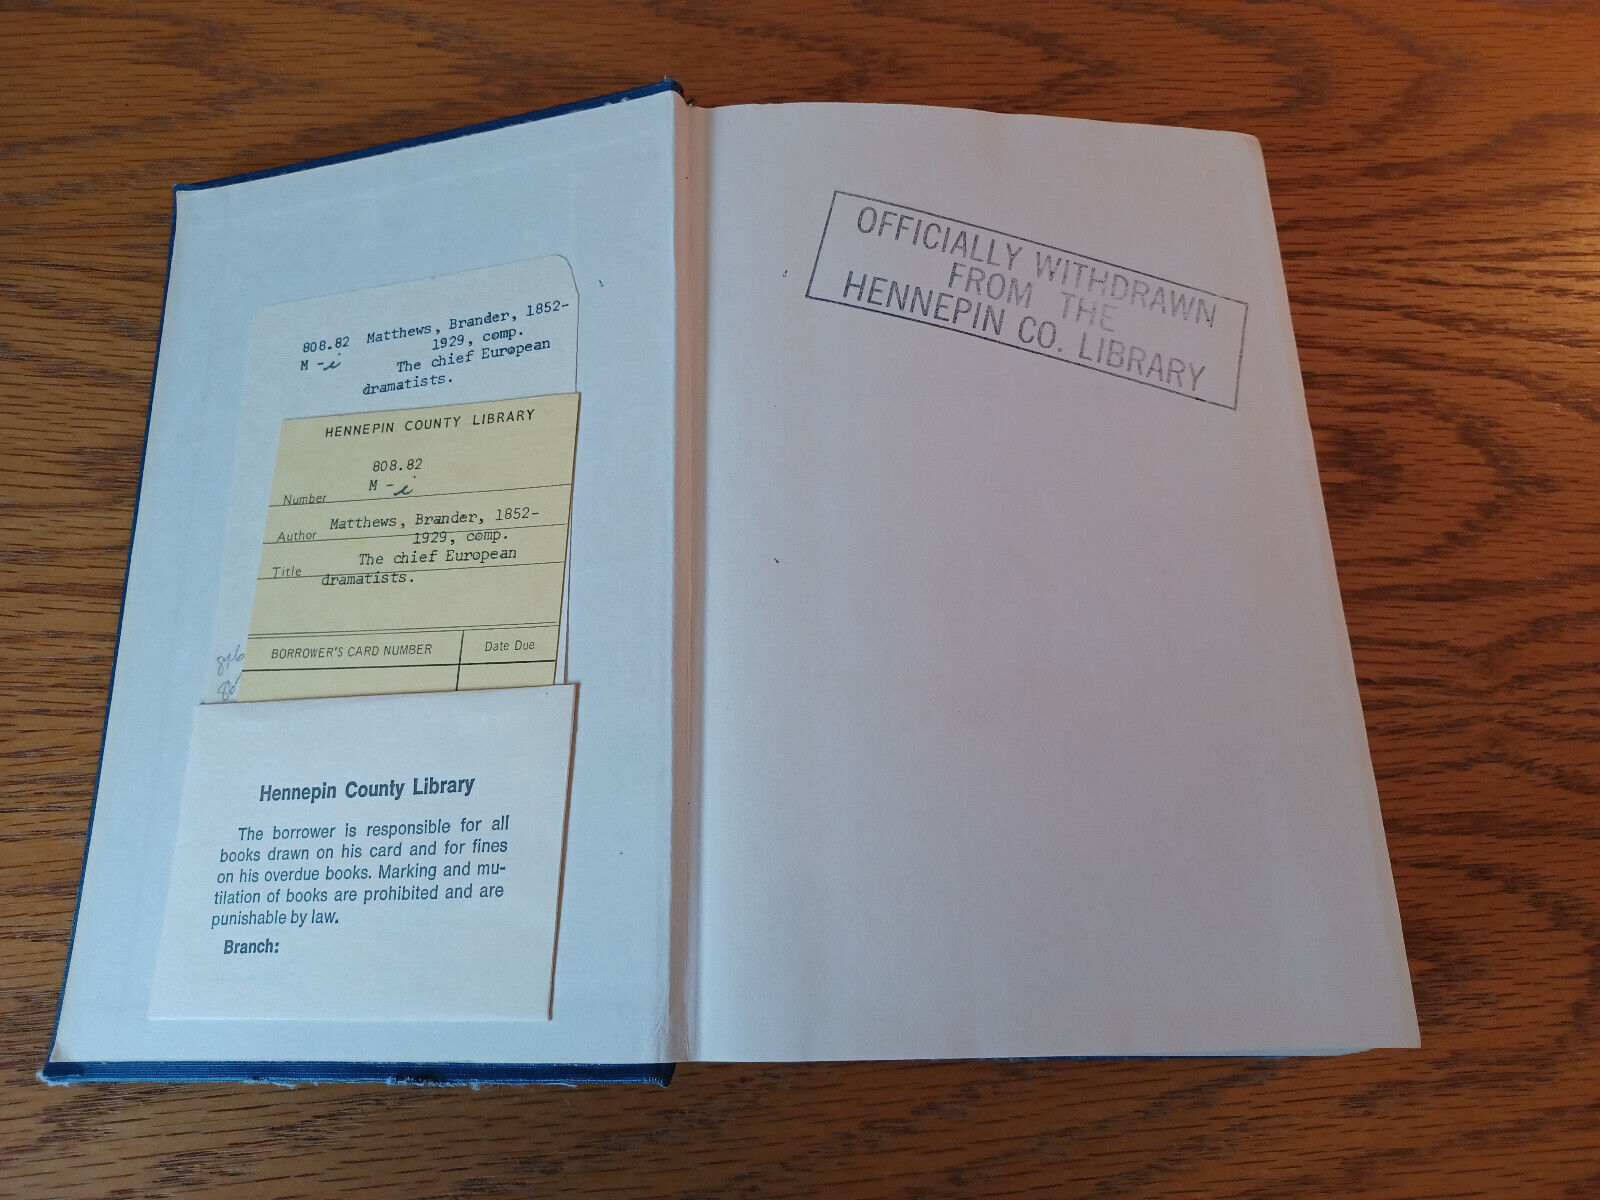 808.82 Matthews, Brander, 1852-
M -i 1929, comp.
The chief European
dramatists.
HENNEPIN COUNTY LIBRARY
808.82
M -i
Number
Author Matthews, Brander, 1852-
1929, comp.
Title The chief European
dramatists.
BORROWER'S CARD NUMBER Date Due
Hennepin County Library
The borrower is responsible for all
books drawn on his card and for fines
on his overdue books. Marking and mu-
tilation of books are prohibited and are
punishable by law.
Branch:
OFFICIALLY WITHDRAWN
FROM THE
HENNEPIN CO. LIBRARY